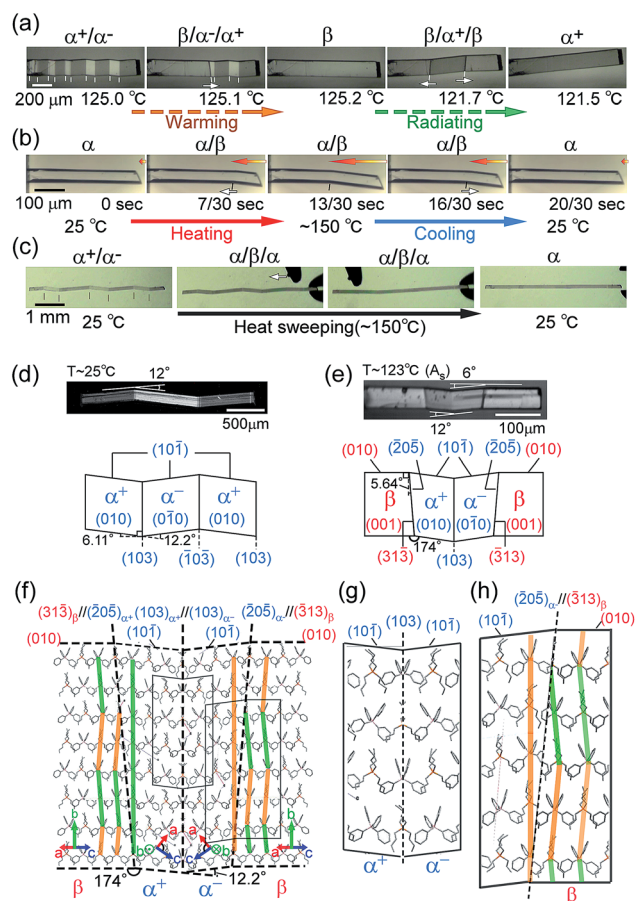 (a)
α⁺/α⁻ β/α⁻/α⁺ β β/α⁺/β α⁺
200 μm 125.0 ℃ 125.1 ℃ 125.2 ℃ 121.7 ℃ 121.5 ℃
Warming Radiating
(b)
α α/β α/β α/β α
100 μm 0 sec 7/30 sec 13/30 sec 16/30 sec 20/30 sec
25 ℃ Heating ~150 ℃ Cooling 25 ℃
(c)
α⁺/α⁻ α/β/α α/β/α α
1 mm
25 ℃ Heat sweeping(~150℃) 25 ℃
(d)
T~25℃ 12°
500μm
(101̄)
α⁺ α⁻ α⁺
(010) (01̄0) (010)
6.11° 12.2°
(103) (1̄03̄) (103)
(e)
T~123℃ (Aₛ) 6°
12° 100μm
(2̄05̄) (101̄) (2̄05̄)
(010) (010)
5.64°
β α⁺ α⁻ β
(001) (010) (01̄0) (001)
(313̄) 174° (3̄13)
(103)
(f)
(313̄)β//(2̄05̄)α+ (103)α+//(103)α- (2̄05̄)α-//(3̄13)β
(010) (101̄) (101̄) (010)
b a a b
a c b c c b a c
β 174° α⁺ α⁻ 12.2° β
(g)
(103)
(101̄) (101̄)
α⁺ α⁻
(h)
(2̄05̄)α-//(3̄13)β
(101̄) (010)
β